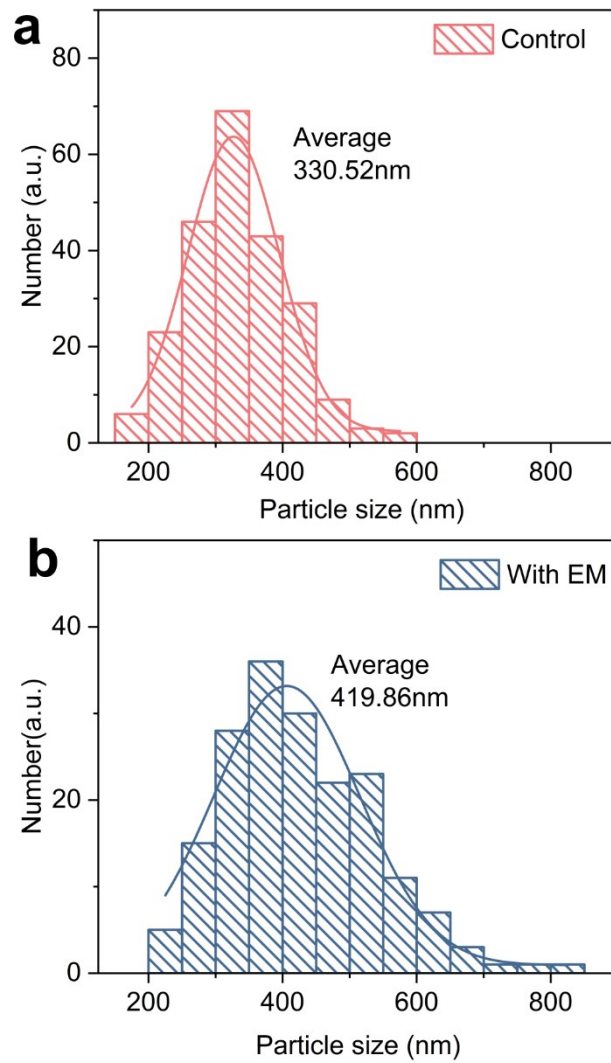 a
Control
Average
330.52nm
Number (a.u.)
80
60
40
20
0
200 400 600 800
Particle size (nm)
b
With EM
Average
419.86nm
Number(a.u.)
40
20
0
200 400 600 800
Particle size (nm)